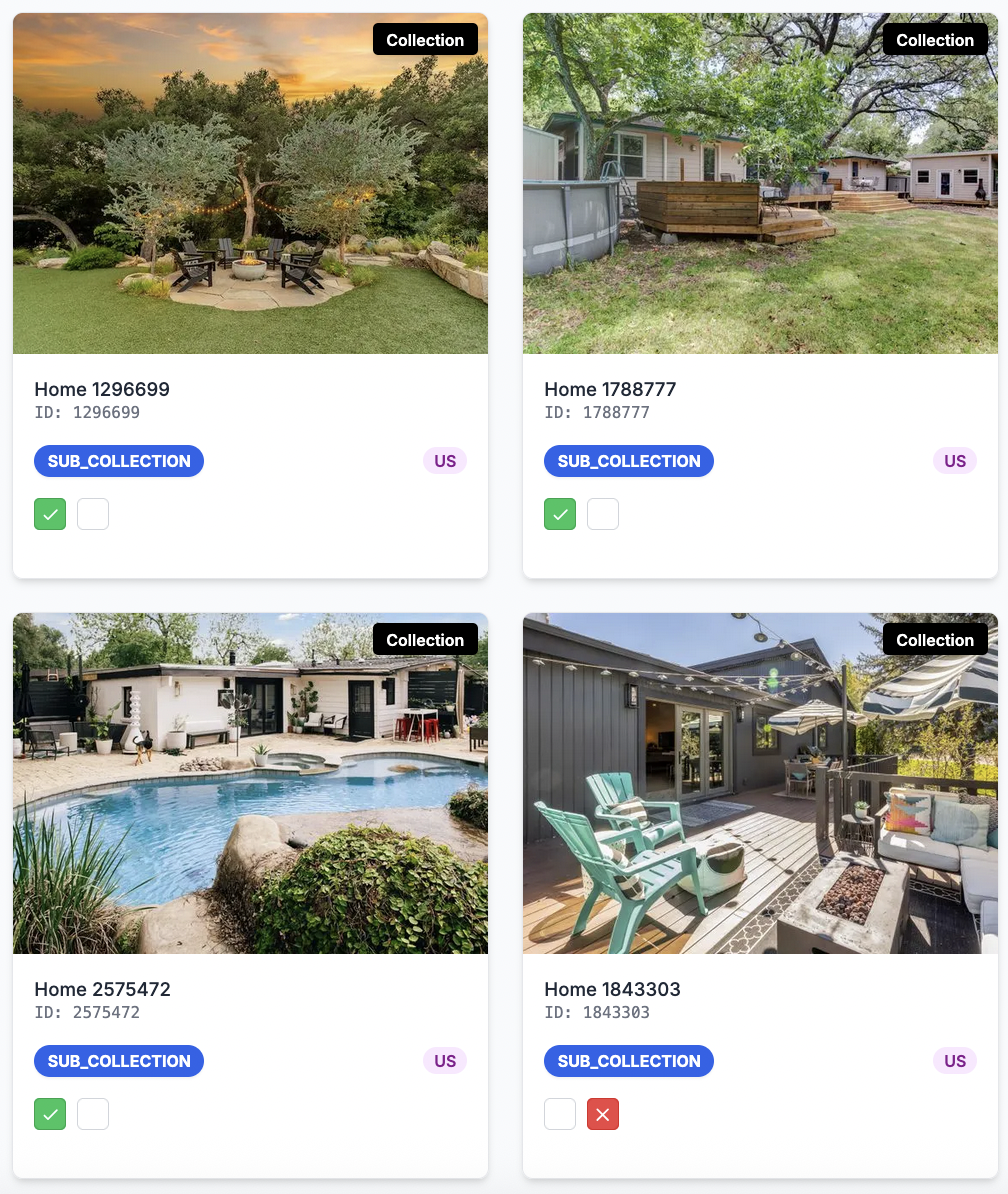 Collection
Home 1296699
ID: 1296699
SUB_COLLECTION
US
Collection
Home 1788777
ID: 1788777
SUB_COLLECTION
US
Collection
Home 2575472
ID: 2575472
SUB_COLLECTION
US
Collection
Home 1843303
ID: 1843303
SUB_COLLECTION
US